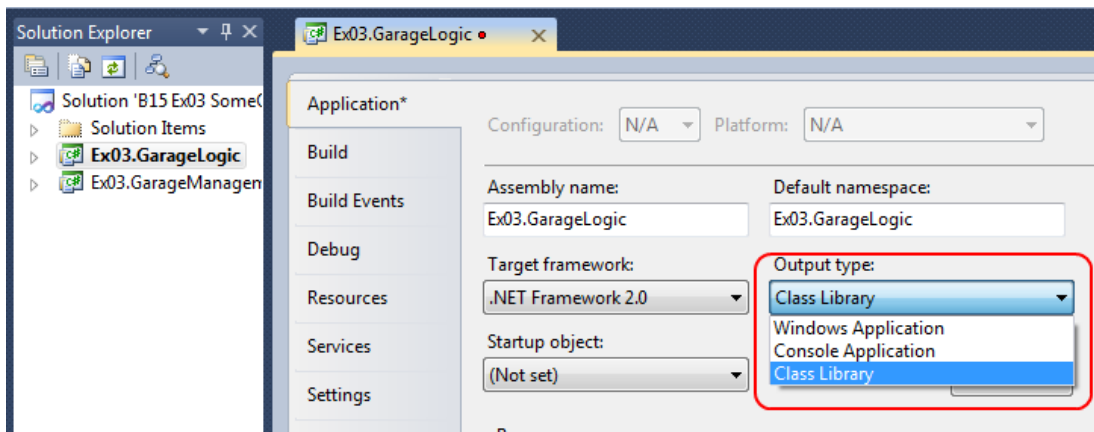 Solution Explorer
Ex03.GarageLogic
Solution 'B15 Ex03 Some
Solution Items
Ex03.GarageLogic
Ex03.GarageManagem
Application*
Build
Build Events
Debug
Resources
Services
Settings
Configuration: N/A Platform: N/A
Assembly name: Default namespace:
Ex03.GarageLogic Ex03.GarageLogic
Target framework: Output type:
.NET Framework 2.0 Class Library
Windows Application
Startup object: Console Application
(Not set) Class Library